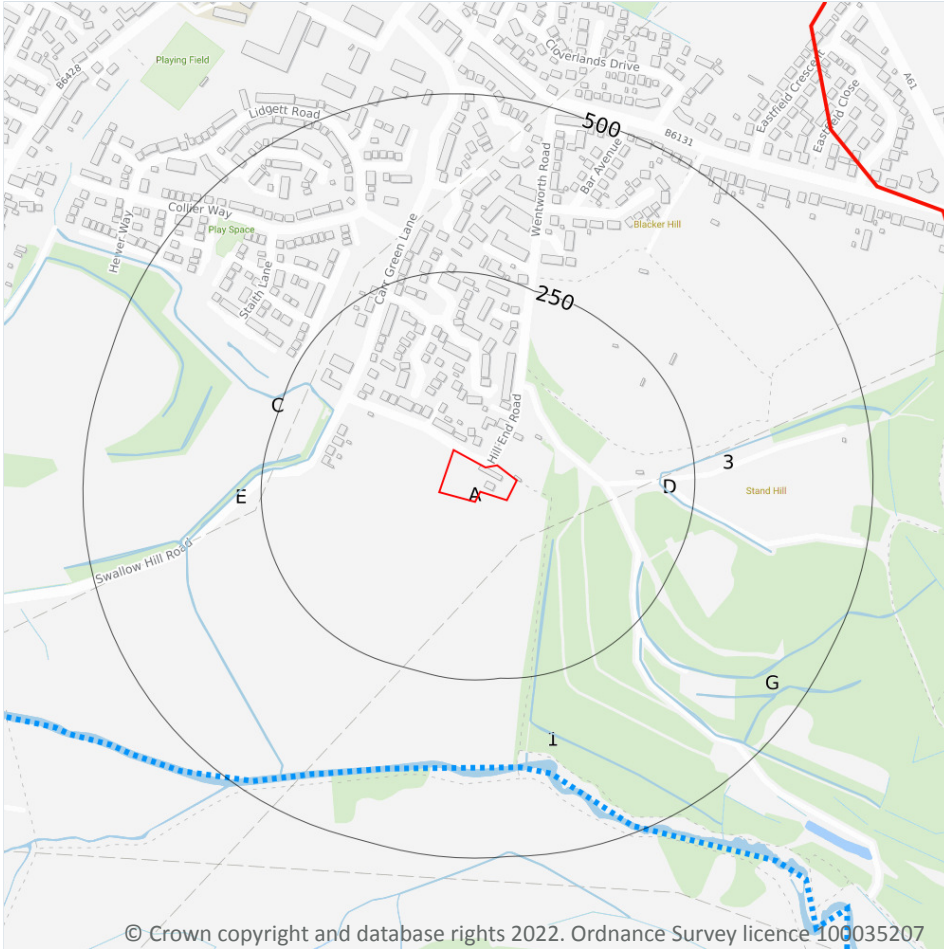 Playing Field
B6428
Lidgett Road
Cloverlands Drive
Eastfield Crescent
Eastfield Close
A61
500
B6131
Bar Avenue
Wentworth Road
Collier Way
Play Space
Hewer Way
Staith Lane
Carr Green Lane
Blacker Hill
250
C
Hill End Road
3
E
A
D
Stand Hill
Swallow Hill Road
G
1
© Crown copyright and database rights 2022. Ordnance Survey licence 100035207